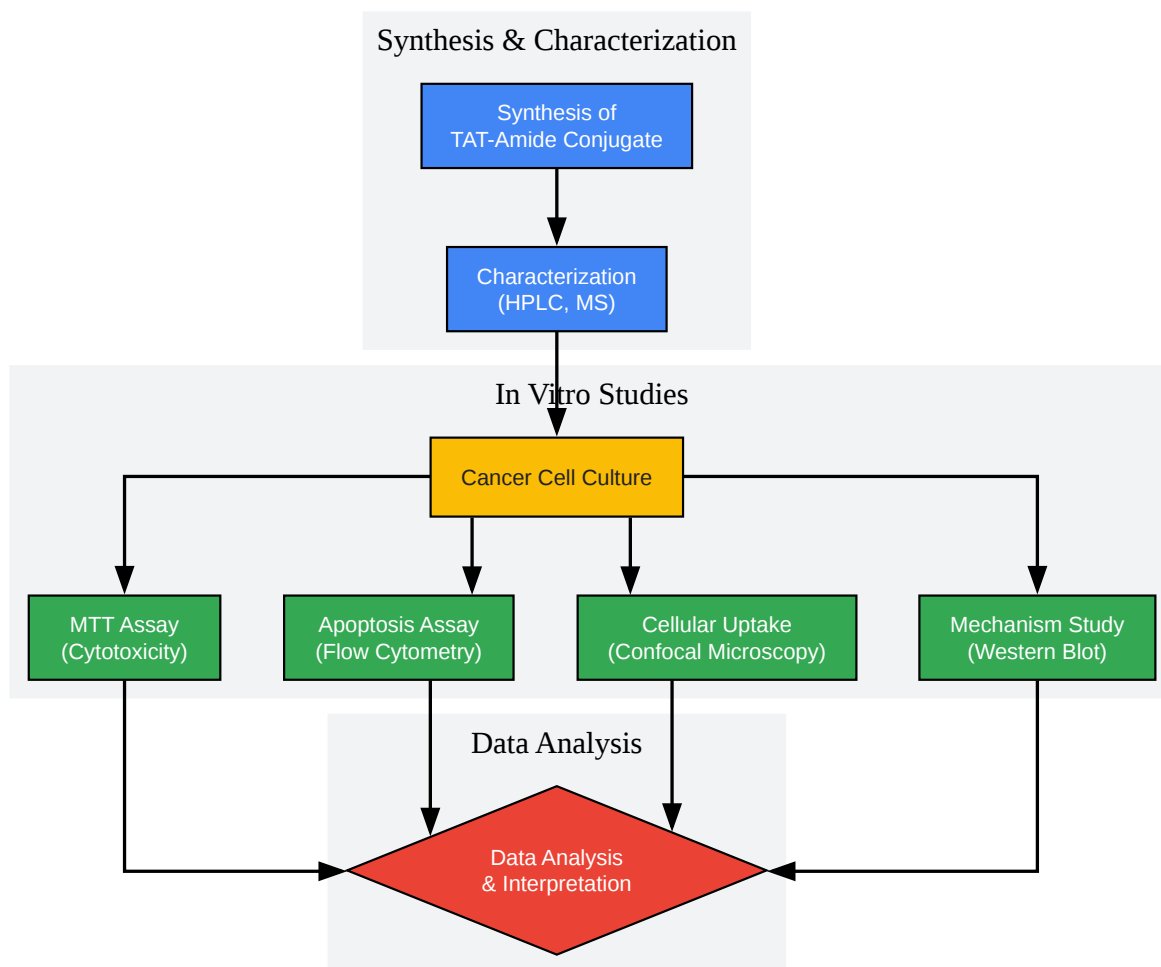 Synthesis & Characterization
Synthesis of
TAT-Amide Conjugate
Characterization
(HPLC, MS)
In Vitro Studies
Cancer Cell Culture
MTT Assay
(Cytotoxicity)
Apoptosis Assay
(Flow Cytometry)
Cellular Uptake
(Confocal Microscopy)
Mechanism Study
(Western Blot)
Data Analysis
Data Analysis
& Interpretation